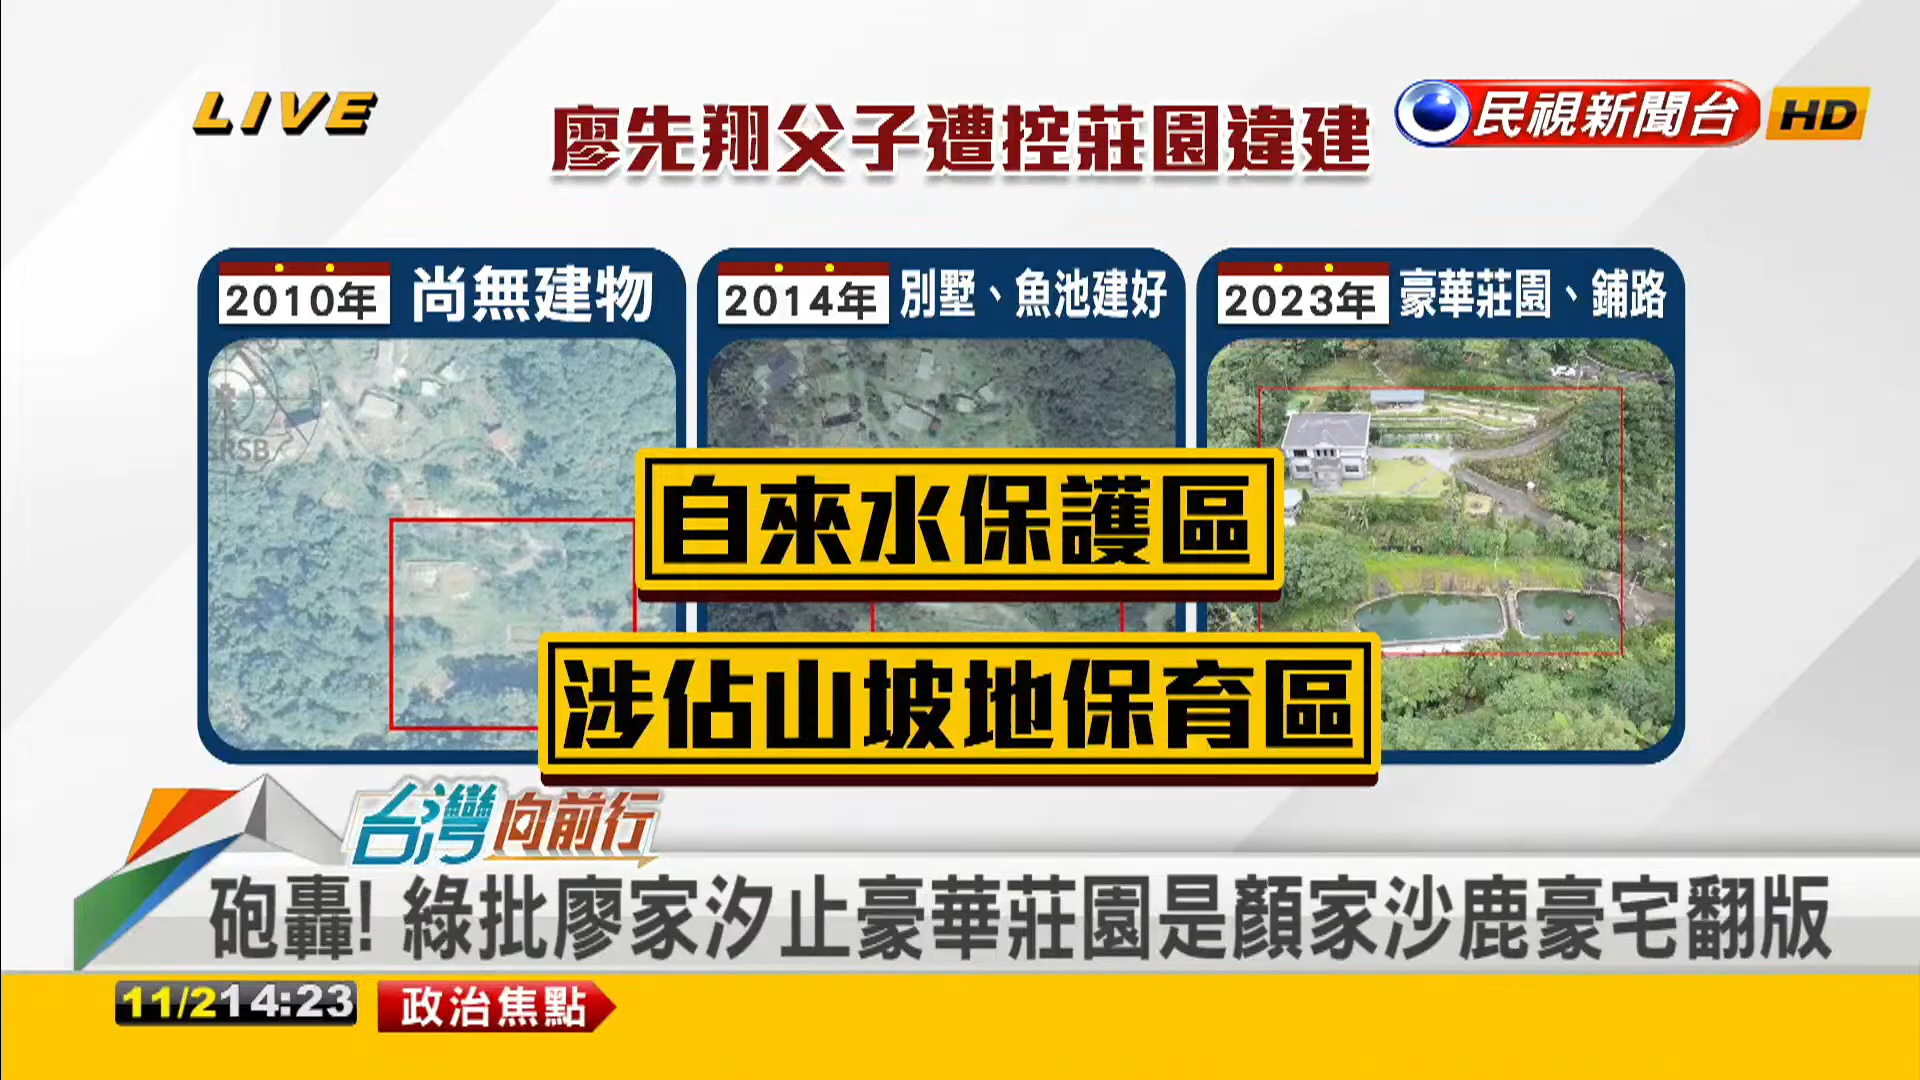 LIVE
廖先翔父子遭控莊園違建
民視新聞台 HD
2010年 尚無建物
2014年 別墅、魚池建好
2023年 豪華莊園、鋪路
SRSB
自來水保護區
涉佔山坡地保育區
台灣向前行
砲轟! 綠批廖家汐止豪華莊園是顏家沙鹿豪宅翻版
11/2 14:23 政治焦點